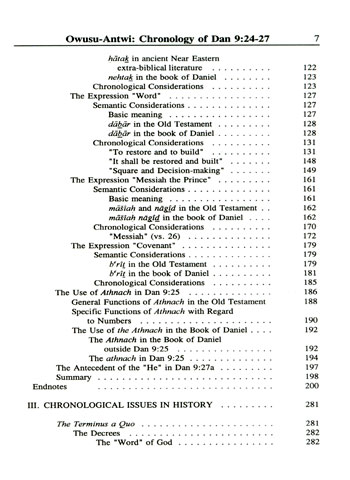 Owusu-Antwi: Chronology of Dan 9:24-27 7
ḥātaḵ in ancient Near Eastern
extra-biblical literature . . . . . . . . . . 122
neḥtaḵ in the book of Daniel . . . . . . . . 123
Chronological Considerations . . . . . . . . . . 123
The Expression "Word" . . . . . . . . . . . . . . . . . 127
Semantic Considerations . . . . . . . . . . . . . . 127
Basic meaning . . . . . . . . . . . . . . . . . 127
dāḇār in the Old Testament . . . . . . . . . 128
dāḇār in the book of Daniel . . . . . . . . . 128
Chronological Considerations . . . . . . . . . . 131
"To restore and to build" . . . . . . . . . . . 131
"It shall be restored and build" . . . . . . . 148
"Square and Decision-making" . . . . . . . 149
The Expression "Messiah the Prince" . . . . . . . . . 161
Semantic Considerations . . . . . . . . . . . . . . 161
Basic meaning . . . . . . . . . . . . . . . . . 161
māšîaḥ and nāgîḏ in the Old Testament . . 162
māšîaḥ nāgîḏ in the book of Daniel . . . . 162
Chronological Considerations . . . . . . . . . . 170
"Messiah" (vs. 26) . . . . . . . . . . . . . . 172
The Expression "Covenant" . . . . . . . . . . . . . . . 179
Semantic Considerations . . . . . . . . . . . . . . 179
bᵉrîṯ in the Old Testament . . . . . . . . . . 179
bᵉrîṯ in the book of Daniel . . . . . . . . . . 181
Chronological Considerations . . . . . . . . . . 185
The Use of Athnach in Dan 9:25 . . . . . . . . . . . . . . 186
General Functions of Athnach in the Old Testament 188
Specific Functions of Athnach with Regard
to Numbers . . . . . . . . . . . . . . . . . . . . . 190
The Use of the Athnach in the Book of Daniel . . . . 192
The Athnach in the Book of Daniel
outside Dan 9:25 . . . . . . . . . . . . . . . 192
The athnach in Dan 9:25 . . . . . . . . . . . . . 194
The Antecedent of the "He" in Dan 9:27a . . . . . . . . . 197
Summary . . . . . . . . . . . . . . . . . . . . . . . . . . . . 198
Endnotes . . . . . . . . . . . . . . . . . . . . . . . . . . . . 200
III. CHRONOLOGICAL ISSUES IN HISTORY . . . . . . . . . 281
The Terminus a Quo . . . . . . . . . . . . . . . . . . . . . . 281
The Decrees . . . . . . . . . . . . . . . . . . . . . . . 282
The "Word" of God . . . . . . . . . . . . . . . . 282